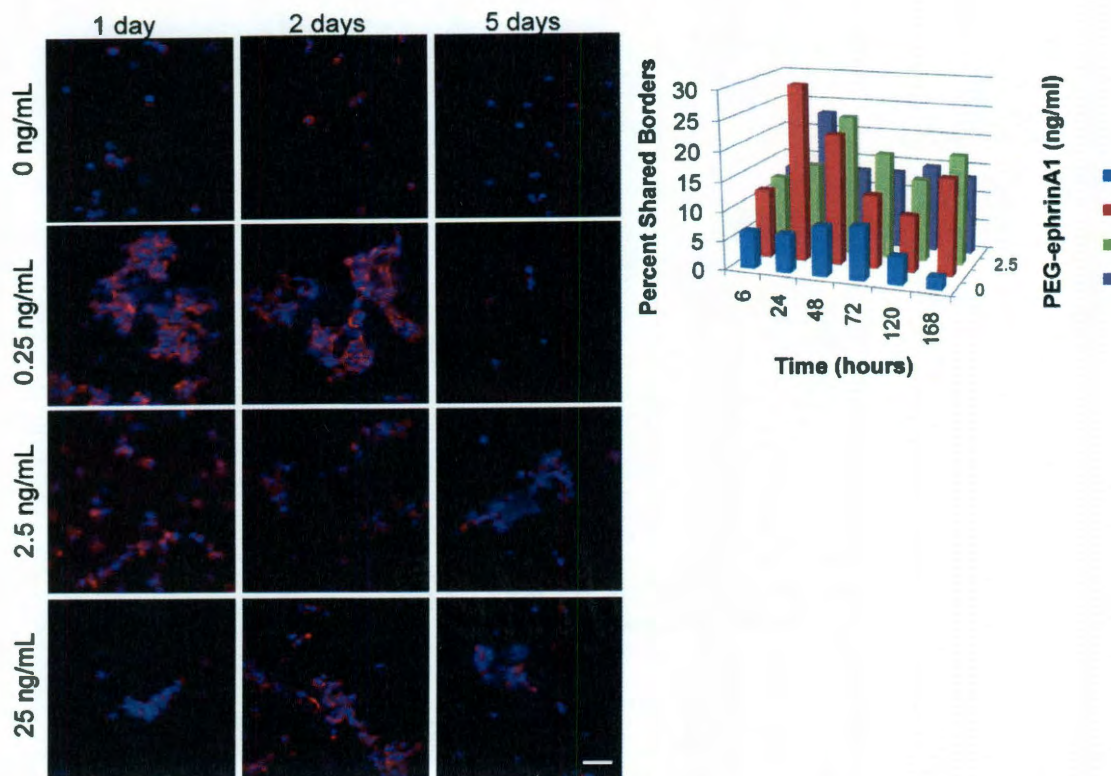 1 day 2 days 5 days
0 ng/mL
0.25 ng/mL
2.5 ng/mL
25 ng/mL
Percent Shared Borders
30
25
20
15
10
5
0
6 24 48 72 120 168
Time (hours)
0 2.5
PEG-ephrinA1 (ng/ml)